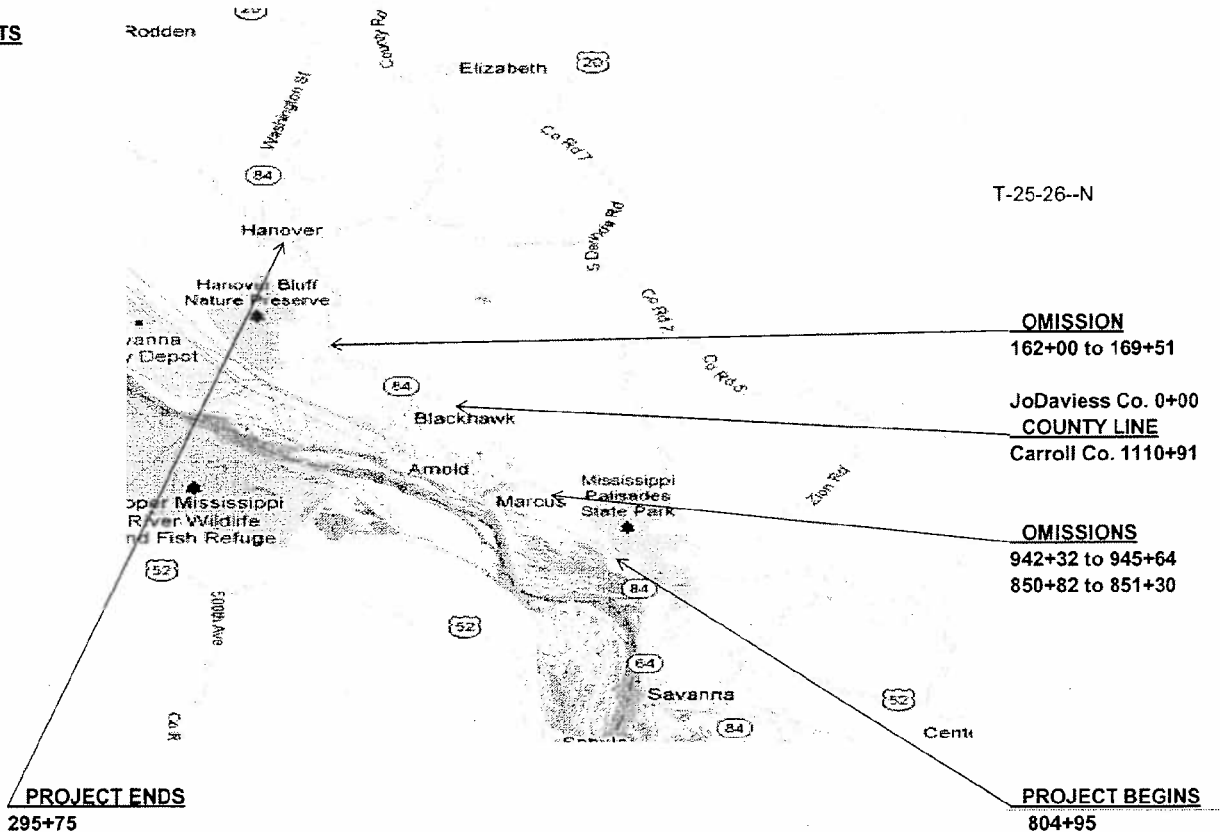 TS
20
Rodden
County Rd
Elizabeth
20
Washington St
Co Rd 7
84
T-25-26--N
Hanover
Hanover Bluff
Nature Preserve
Co Rd 7
OMISSION
162+00 to 169+51
vanna
y Depot
84
JoDaviess Co. 0+00
COUNTY LINE
Carroll Co. 1110+91
Blackhawk
Arnold
Zion Rd
Marcus
Mississippi
Palisades
State Park
pper Mississippi
River Wildlife
nd Fish Refuge
OMISSIONS
942+32 to 945+64
850+82 to 851+30
52
84
500th Ave
52
64
Savanna
52
Co R
84
Cent
PROJECT ENDS
295+75
PROJECT BEGINS
804+95